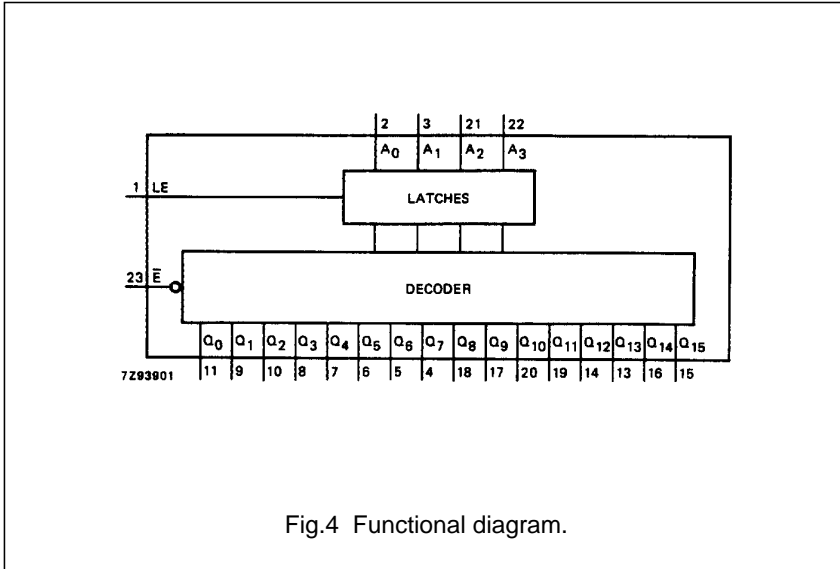 2 3 21 22
A0 A1 A2 A3
1 LE
LATCHES
23 E̅
DECODER
Q0 Q1 Q2 Q3 Q4 Q5 Q6 Q7 Q8 Q9 Q10 Q11 Q12 Q13 Q14 Q15
7Z93901 11 9 10 8 7 6 5 4 18 17 20 19 14 13 16 15
Fig.4 Functional diagram.